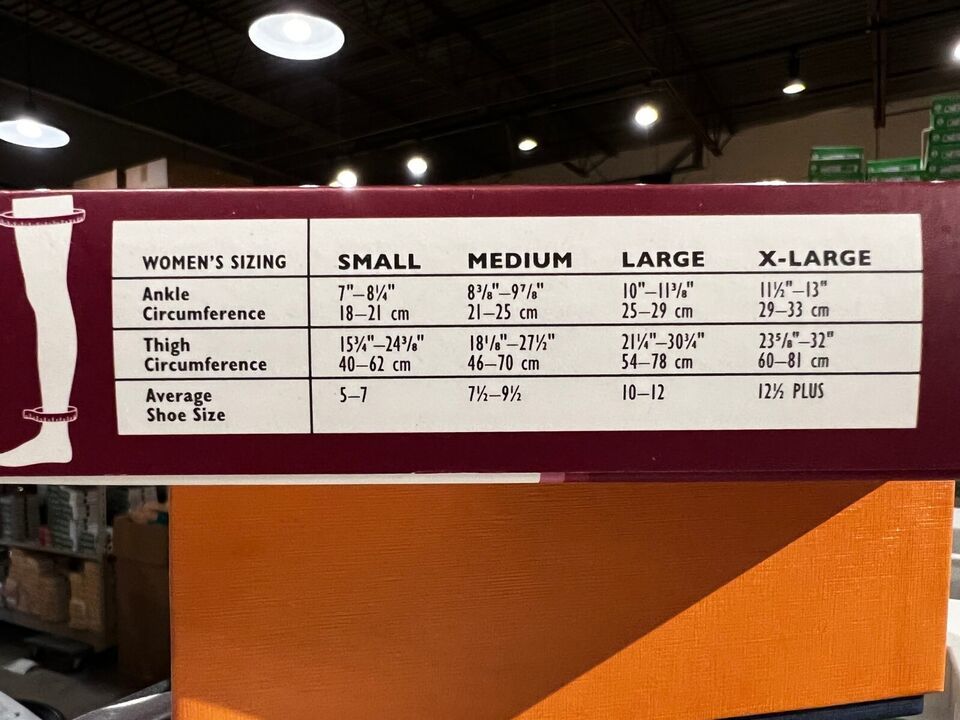 WOMEN'S SIZING SMALL MEDIUM LARGE X-LARGE
Ankle Circumference 7"–8¼" 8³/₈"–9⁷/₈" 10"–11³/₈" 11½"–13"
18–21 cm 21–25 cm 25–29 cm 29–33 cm
Thigh Circumference 15¾"–24³/₈" 18¹/₈"–27½" 21¼"–30¾" 23⁵/₈"–32"
40–62 cm 46–70 cm 54–78 cm 60–81 cm
Average Shoe Size 5–7 7½–9½ 10–12 12½ PLUS